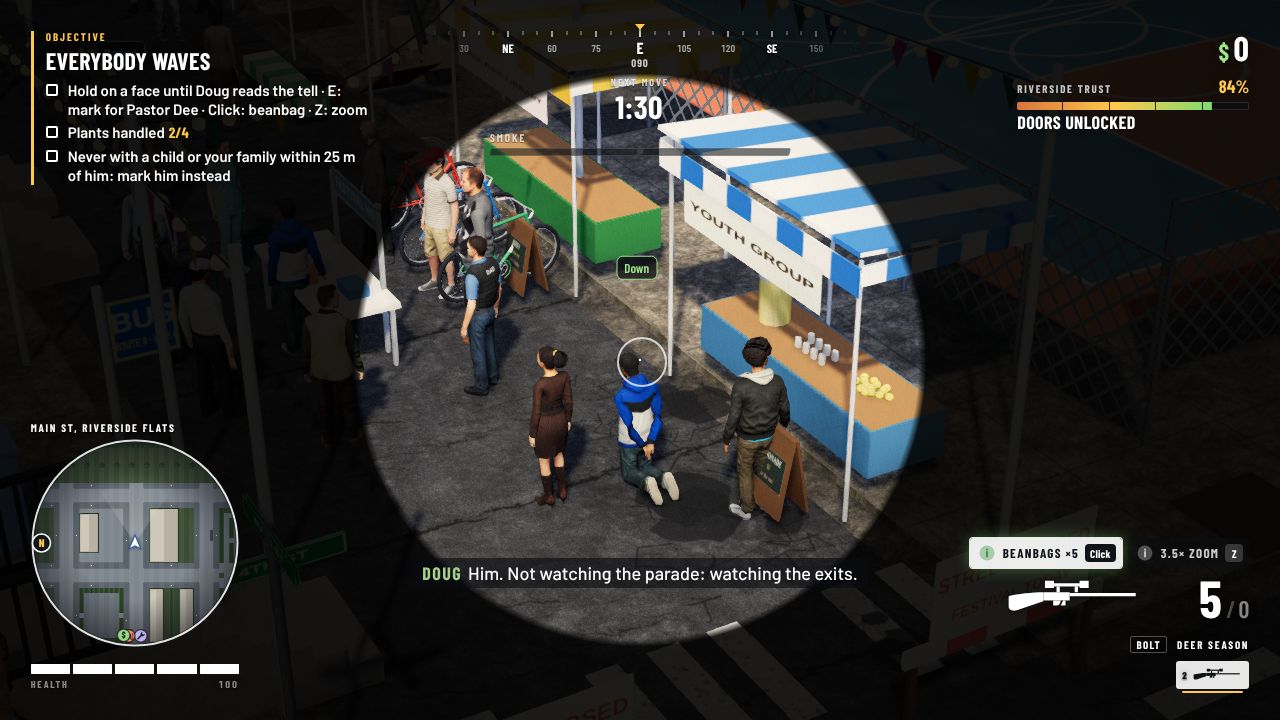 OBJECTIVE
EVERYBODY WAVES
Hold on a face until Doug reads the tell · E:
mark for Pastor Dee · Click: beanbag · Z: zoom
Plants handled 2/4
Never with a child or your family within 25 m
of him: mark him instead
30 NE 60 75 E 105 120 SE 150
090
NEXT MOVE
1:30
SMOKE
$ 0
RIVERSIDE TRUST 84%
DOORS UNLOCKED
YOUTH GROUP
Down
BUS
ROUTE 9
MAIN ST, RIVERSIDE FLATS
N
$
HEALTH 100
DOUG Him. Not watching the parade: watching the exits.
BEANBAGS ×5 Click
3.5× ZOOM Z
5 / 0
BOLT DEER SEASON
2